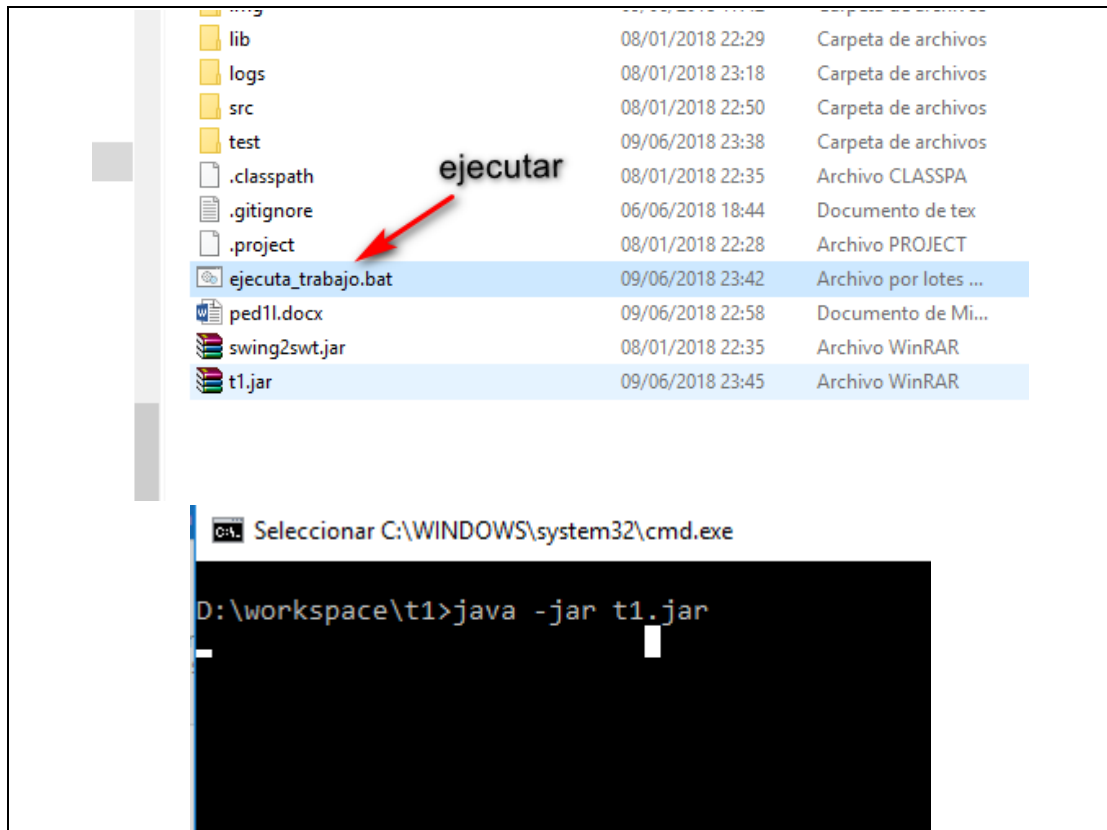 lib 08/01/2018 22:29 Carpeta de archivos
logs 08/01/2018 23:18 Carpeta de archivos
src 08/01/2018 22:50 Carpeta de archivos
test 09/06/2018 23:38 Carpeta de archivos
ejecutar
.classpath 08/01/2018 22:35 Archivo CLASSPA
.gitignore 06/06/2018 18:44 Documento de tex
.project 08/01/2018 22:28 Archivo PROJECT
ejecuta_trabajo.bat 09/06/2018 23:42 Archivo por lotes ...
ped1l.docx 09/06/2018 22:58 Documento de Mi...
swing2swt.jar 08/01/2018 22:35 Archivo WinRAR
t1.jar 09/06/2018 23:45 Archivo WinRAR
C:\. Seleccionar C:\WINDOWS\system32\cmd.exe
D:\workspace\t1>java -jar t1.jar